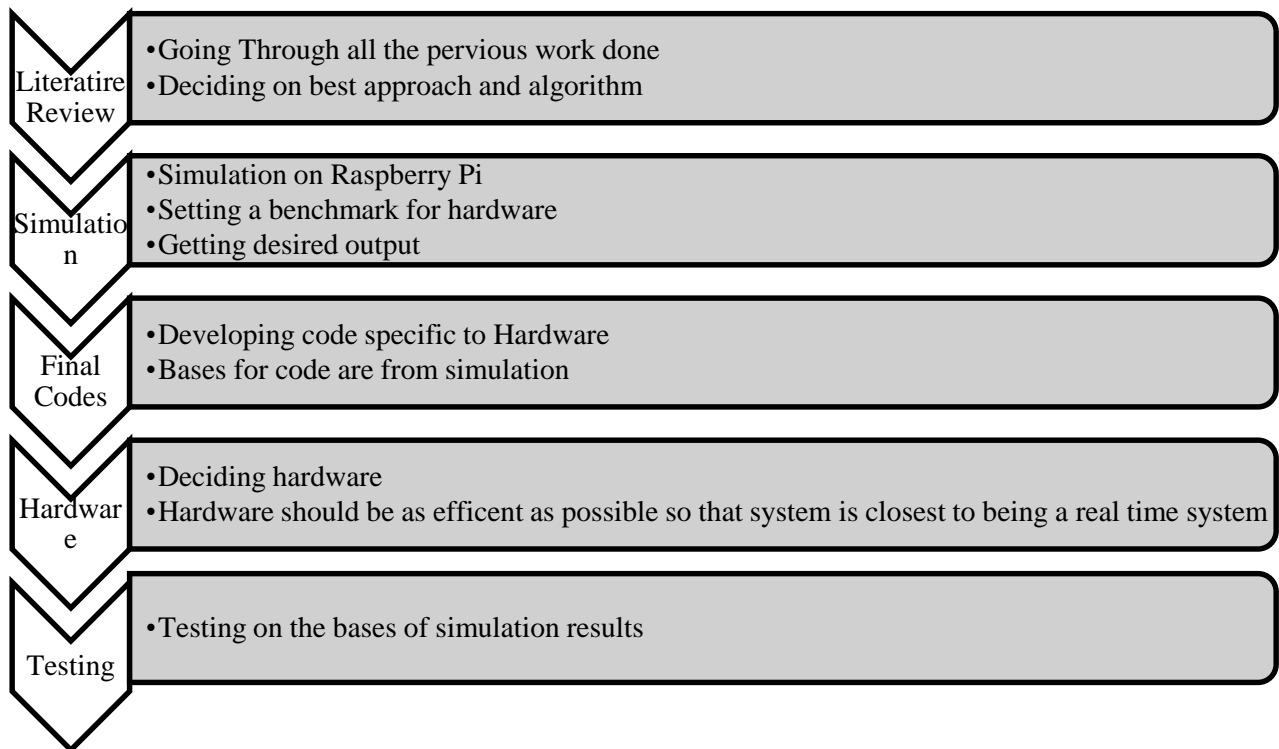 Literatire
Review
•Going Through all the pervious work done
•Deciding on best approach and algorithm
Simulatio
n
•Simulation on Raspberry Pi
•Setting a benchmark for hardware
•Getting desired output
Final
Codes
•Developing code specific to Hardware
•Bases for code are from simulation
Hardwar
e
•Deciding hardware
•Hardware should be as efficent as possible so that system is closest to being a real time system
Testing
•Testing on the bases of simulation results